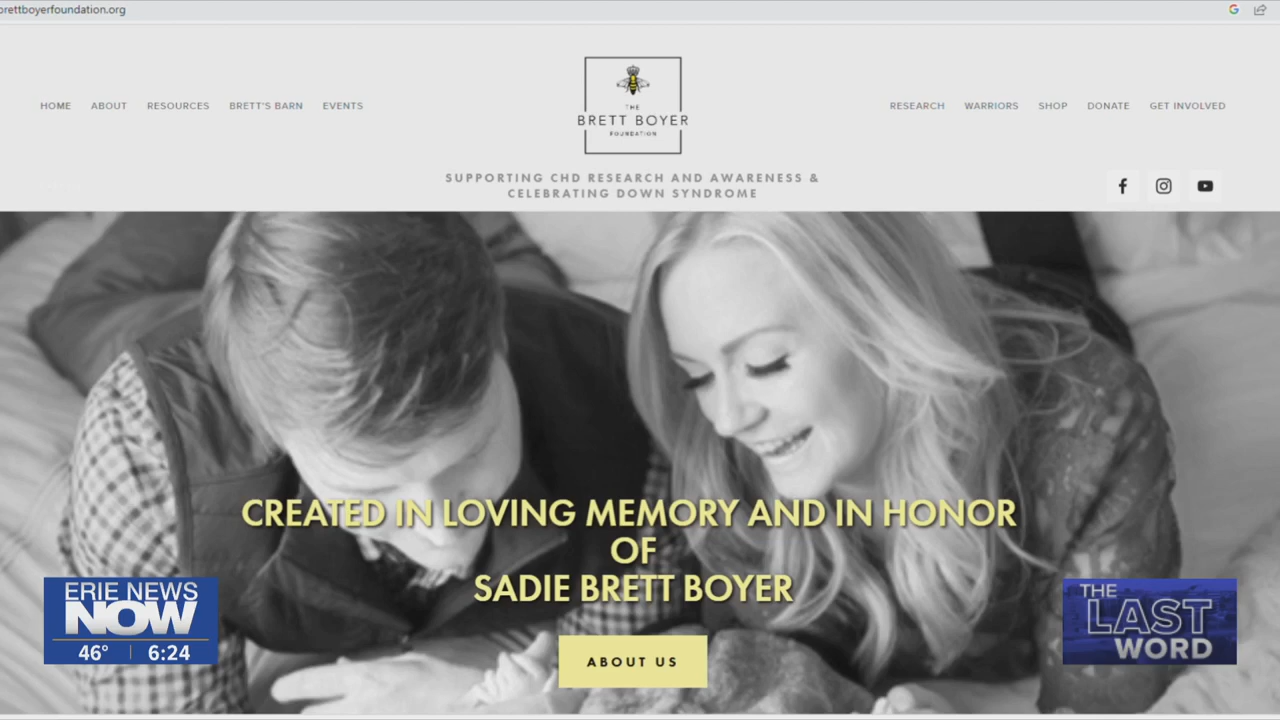 brettboyerfoundation.org
HOME ABOUT RESOURCES BRETT'S BARN EVENTS
THE
BRETT BOYER
FOUNDATION
RESEARCH WARRIORS SHOP DONATE GET INVOLVED
SUPPORTING CHD RESEARCH AND AWARENESS &
CELEBRATING DOWN SYNDROME
CREATED IN LOVING MEMORY AND IN HONOR
OF
SADIE BRETT BOYER
ABOUT US
ERIE NEWS
NOW
46° 6:24
THE
LAST
WORD